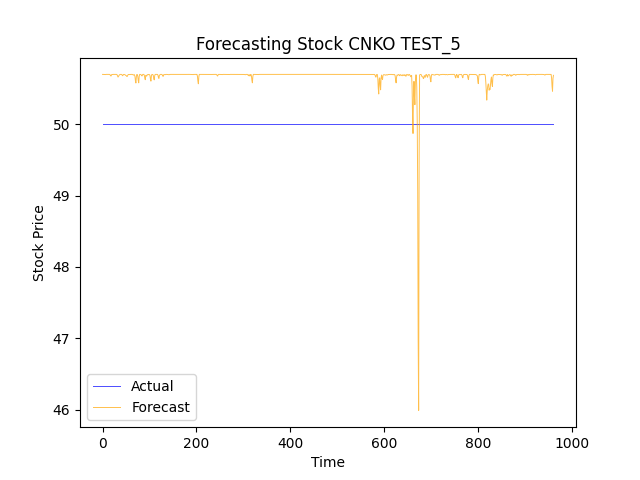 Forecasting Stock CNKO TEST_5
Stock Price
50
49
48
47
46
Actual
Forecast
0 200 400 600 800 1000
Time